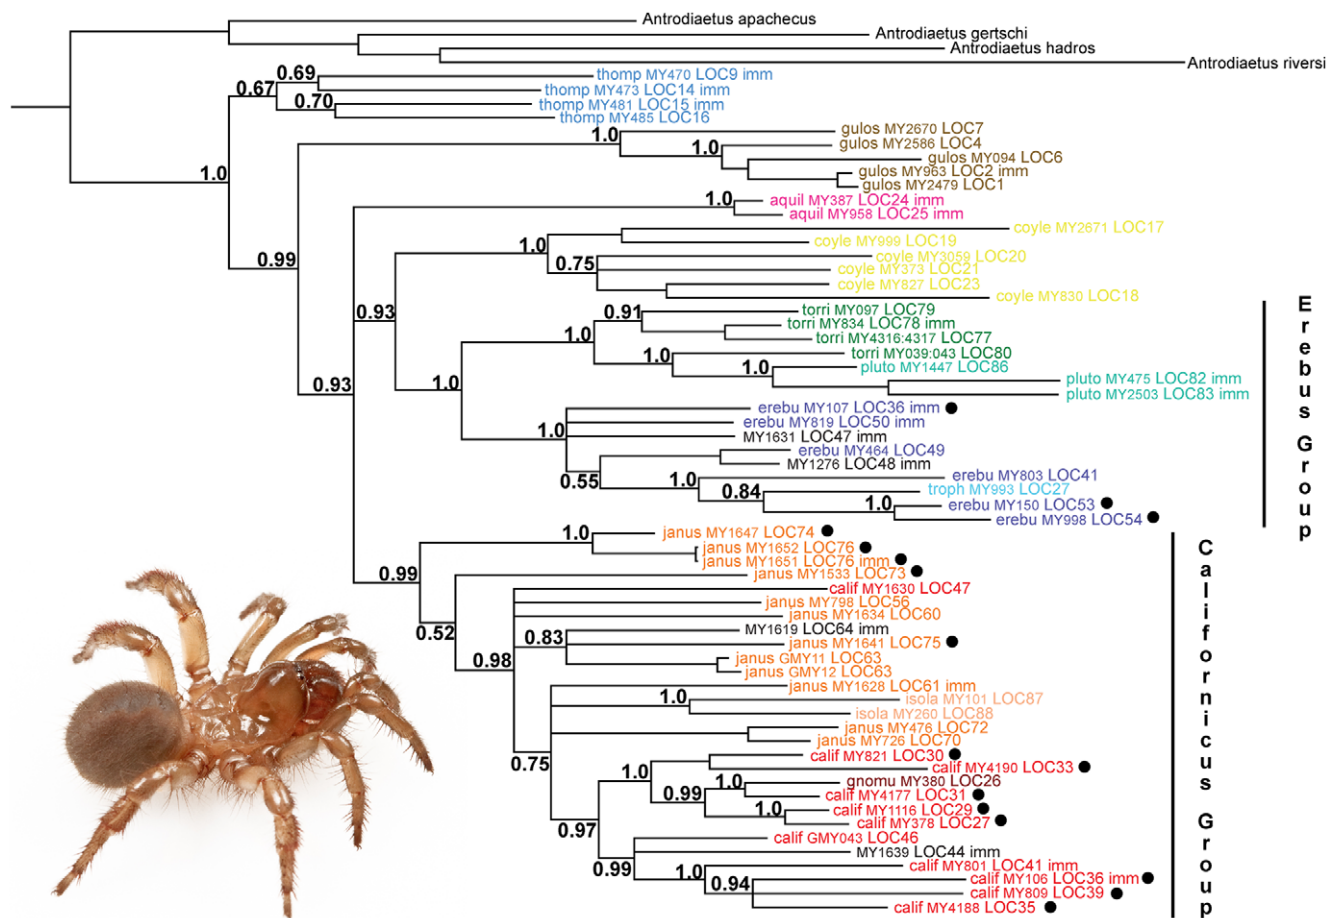 Antrodiaetus apachecus
Antrodiaetus gertschi
Antrodiaetus hadros
Antrodiaetus riversi
0.69
thomp MY470 LOC9 imm
0.67
thomp MY473 LOC14 imm
0.70
thomp MY481 LOC15 imm
thomp MY485 LOC16
1.0
gulos MY2670 LOC7
1.0
gulos MY2586 LOC4
gulos MY094 LOC6
1.0
gulos MY963 LOC2 imm
gulos MY2479 LOC1
1.0
aquil MY387 LOC24 imm
aquil MY958 LOC25 imm
coyle MY2671 LOC17
1.0
coyle MY999 LOC19
0.99
coyle MY3059 LOC20
0.75
coyle MY373 LOC21
coyle MY827 LOC23
coyle MY830 LOC18
0.93
0.91
torri MY097 LOC79
torri MY834 LOC78 imm
1.0
torri MY4316:4317 LOC77
1.0
torri MY039:043 LOC80
1.0
pluto MY1447 LOC86
0.93
1.0
pluto MY475 LOC82 imm
pluto MY2503 LOC83 imm
erebu MY107 LOC36 imm
erebu MY819 LOC50 imm
1.0
MY1631 LOC47 imm
erebu MY464 LOC49
MY1276 LOC48 imm
0.55
1.0
erebu MY803 LOC41
0.84
troph MY993 LOC27
1.0
erebu MY150 LOC53
erebu MY998 LOC54
Erebus Group
1.0
janus MY1647 LOC74
janus MY1652 LOC76
janus MY1651 LOC76 imm
0.99
janus MY1533 LOC73
calif MY1630 LOC47
janus MY798 LOC56
janus MY1634 LOC60
0.52
0.83
MY1619 LOC64 imm
janus MY1641 LOC75
0.98
janus GMY11 LOC63
janus GMY12 LOC63
janus MY1628 LOC61 imm
1.0
isola MY101 LOC87
isola MY260 LOC88
janus MY476 LOC72
janus MY726 LOC70
0.75
calif MY821 LOC30
1.0
calif MY4190 LOC33
1.0
gnomu MY380 LOC26
0.99
calif MY4177 LOC31
1.0
calif MY1116 LOC29
calif MY378 LOC27
0.97
calif GMY043 LOC46
MY1639 LOC44 imm
0.99
1.0
calif MY801 LOC41 imm
0.94
calif MY106 LOC36 imm
calif MY809 LOC39
calif MY4188 LOC35
Californicus Group